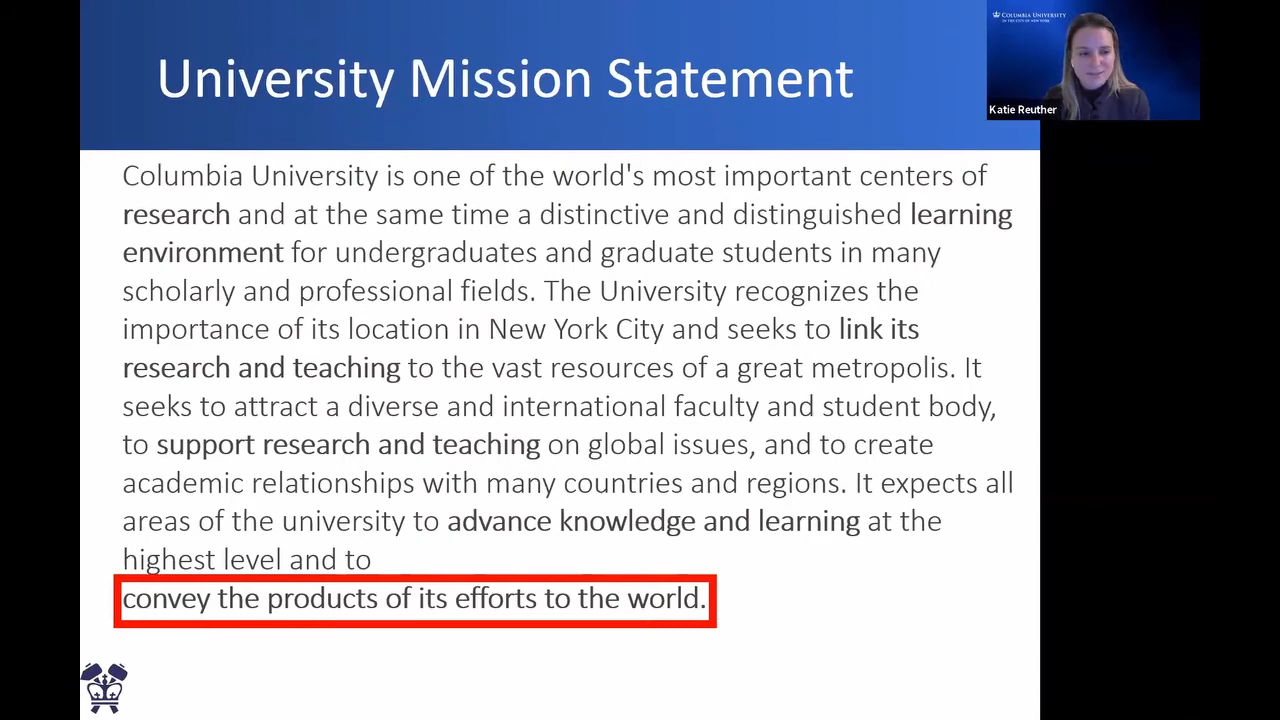 University Mission Statement
COLUMBIA UNIVERSITY
IN THE CITY OF NEW YORK
Katie Reuther
Columbia University is one of the world's most important centers of
research and at the same time a distinctive and distinguished learning
environment for undergraduates and graduate students in many
scholarly and professional fields. The University recognizes the
importance of its location in New York City and seeks to link its
research and teaching to the vast resources of a great metropolis. It
seeks to attract a diverse and international faculty and student body,
to support research and teaching on global issues, and to create
academic relationships with many countries and regions. It expects all
areas of the university to advance knowledge and learning at the
highest level and to
convey the products of its efforts to the world.